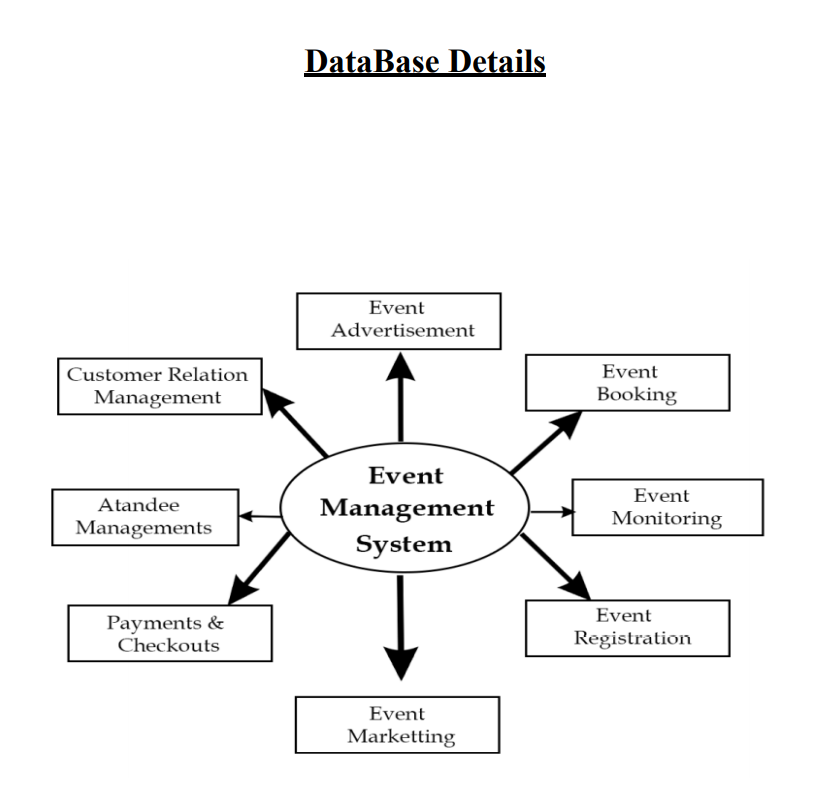 DataBase Details
Event
Advertisement
Customer Relation
Management
Event
Booking
Event
Management
System
Atandee
Managements
Event
Monitoring
Payments &
Checkouts
Event
Registration
Event
Marketting